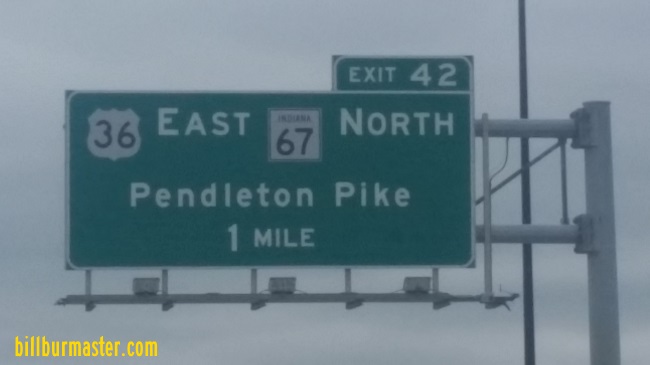 EXIT 42
36 EAST INDIANA 67 NORTH
Pendleton Pike
1 MILE
billburmaster.com